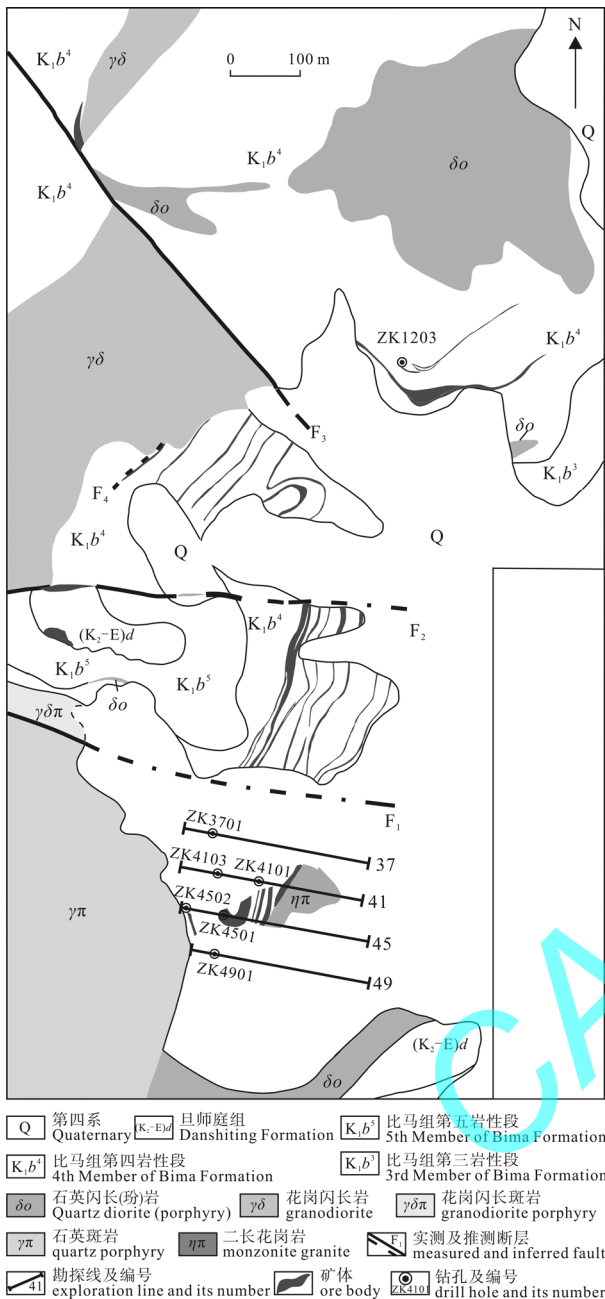 K₁b⁴
γδ
0 100 m
N
Q
K₁b⁴
δo
K₁b⁴
δo
ZK1203
K₁b⁴
γδ
F₃
δo
K₁b³
F₄
K₁b⁴
Q
Q
K₁b⁴
F₂
(K₂−E)d
K₁b⁵
K₁b⁵
δo
γδπ
F₁
ZK3701
37
ZK4103 ZK4101
ηπ
41
ZK4502
γπ
ZK4501
45
ZK4901
49
(K₂−E)d
δo
CA
Q 第四系 (K₂−E)d 旦师庭组 K₁b⁵ 比马组第五岩性段
Quaternary Danshiting Formation 5th Member of Bima Formation
K₁b⁴ 比马组第四岩性段 K₁b³ 比马组第三岩性段
4th Member of Bima Formation 3rd Member of Bima Formation
δo 石英闪长(玢)岩 γδ 花岗闪长岩 γδπ 花岗闪长斑岩
Quartz diorite (porphyry) granodiorite granodiorite porphyry
γπ 石英斑岩 ηπ 二长花岗岩 F₁ 实测及推测断层
quartz porphyry monzonite granite measured and inferred fault
41 勘探线及编号 矿体 ZK4101 钻孔及编号
exploration line and its number ore body drill hole and its number